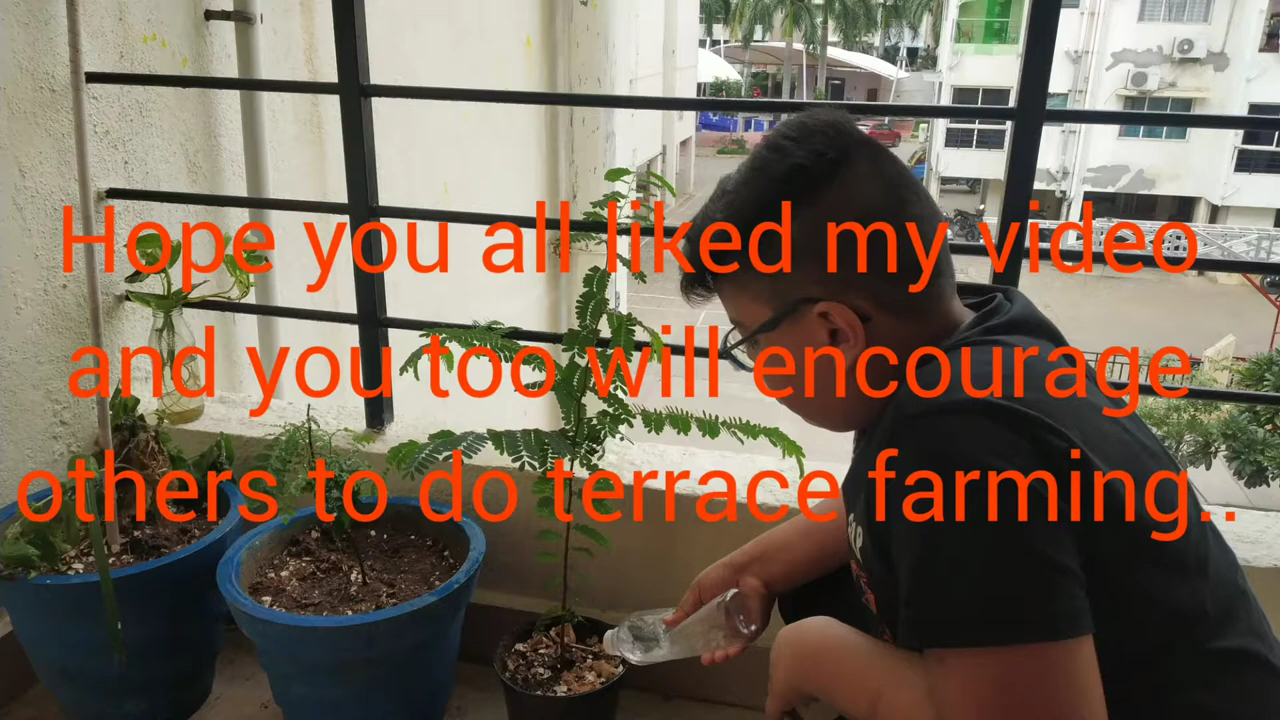 Hope you all liked my video
and you too will encourage
others to do terrace farming..